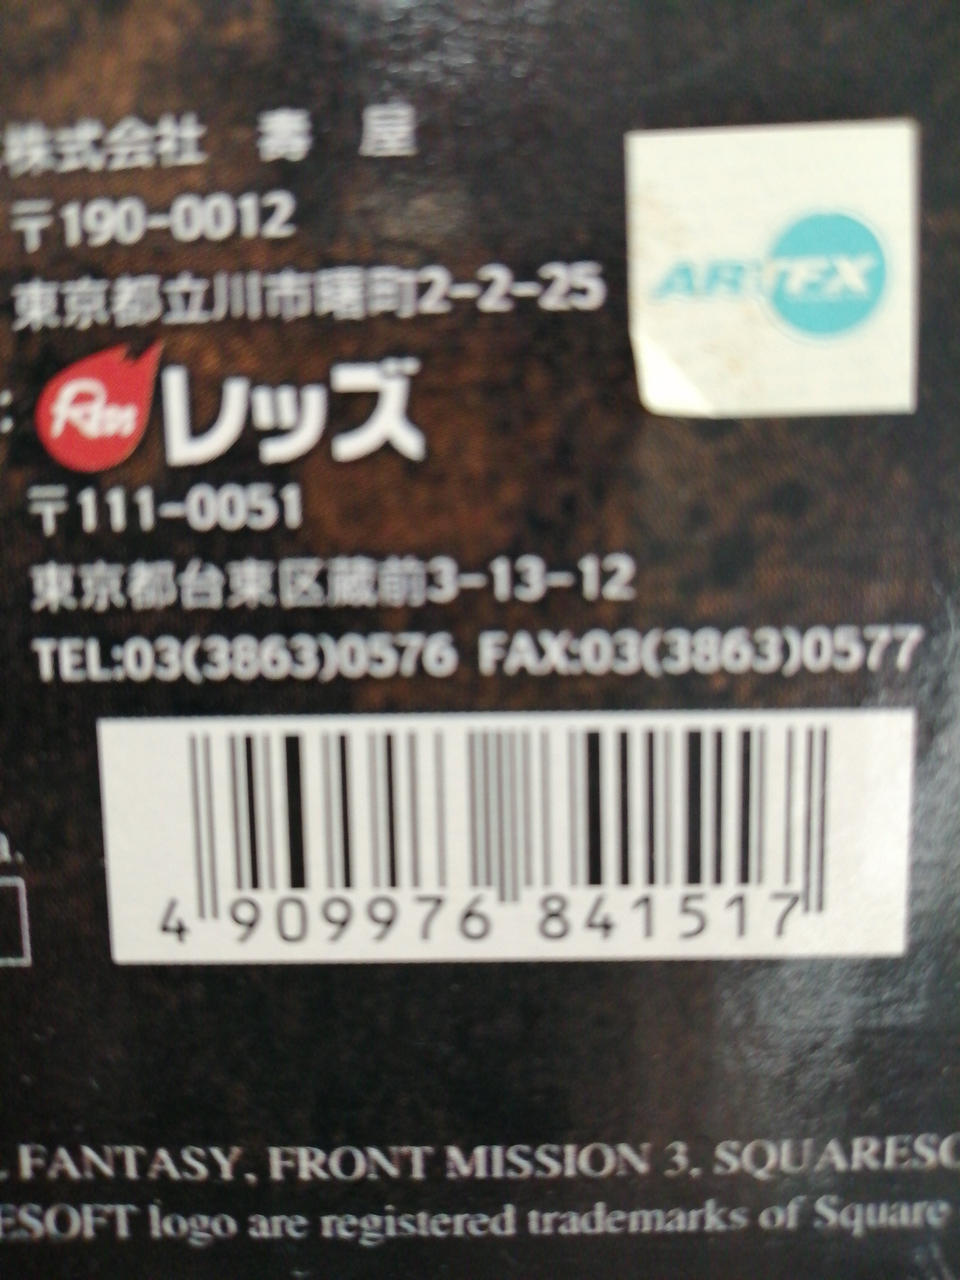 株式会社 壽 屋
〒190-0012
東京都立川市曙町2-2-25
ARTFX
Reds レッズ
〒111-0051
東京都台東区蔵前3-13-12
TEL:03(3863)0576 FAX:03(3863)0577
4 909976 841517
FANTASY, FRONT MISSION 3, SQUARESO
ESOFT logo are registered trademarks of Square